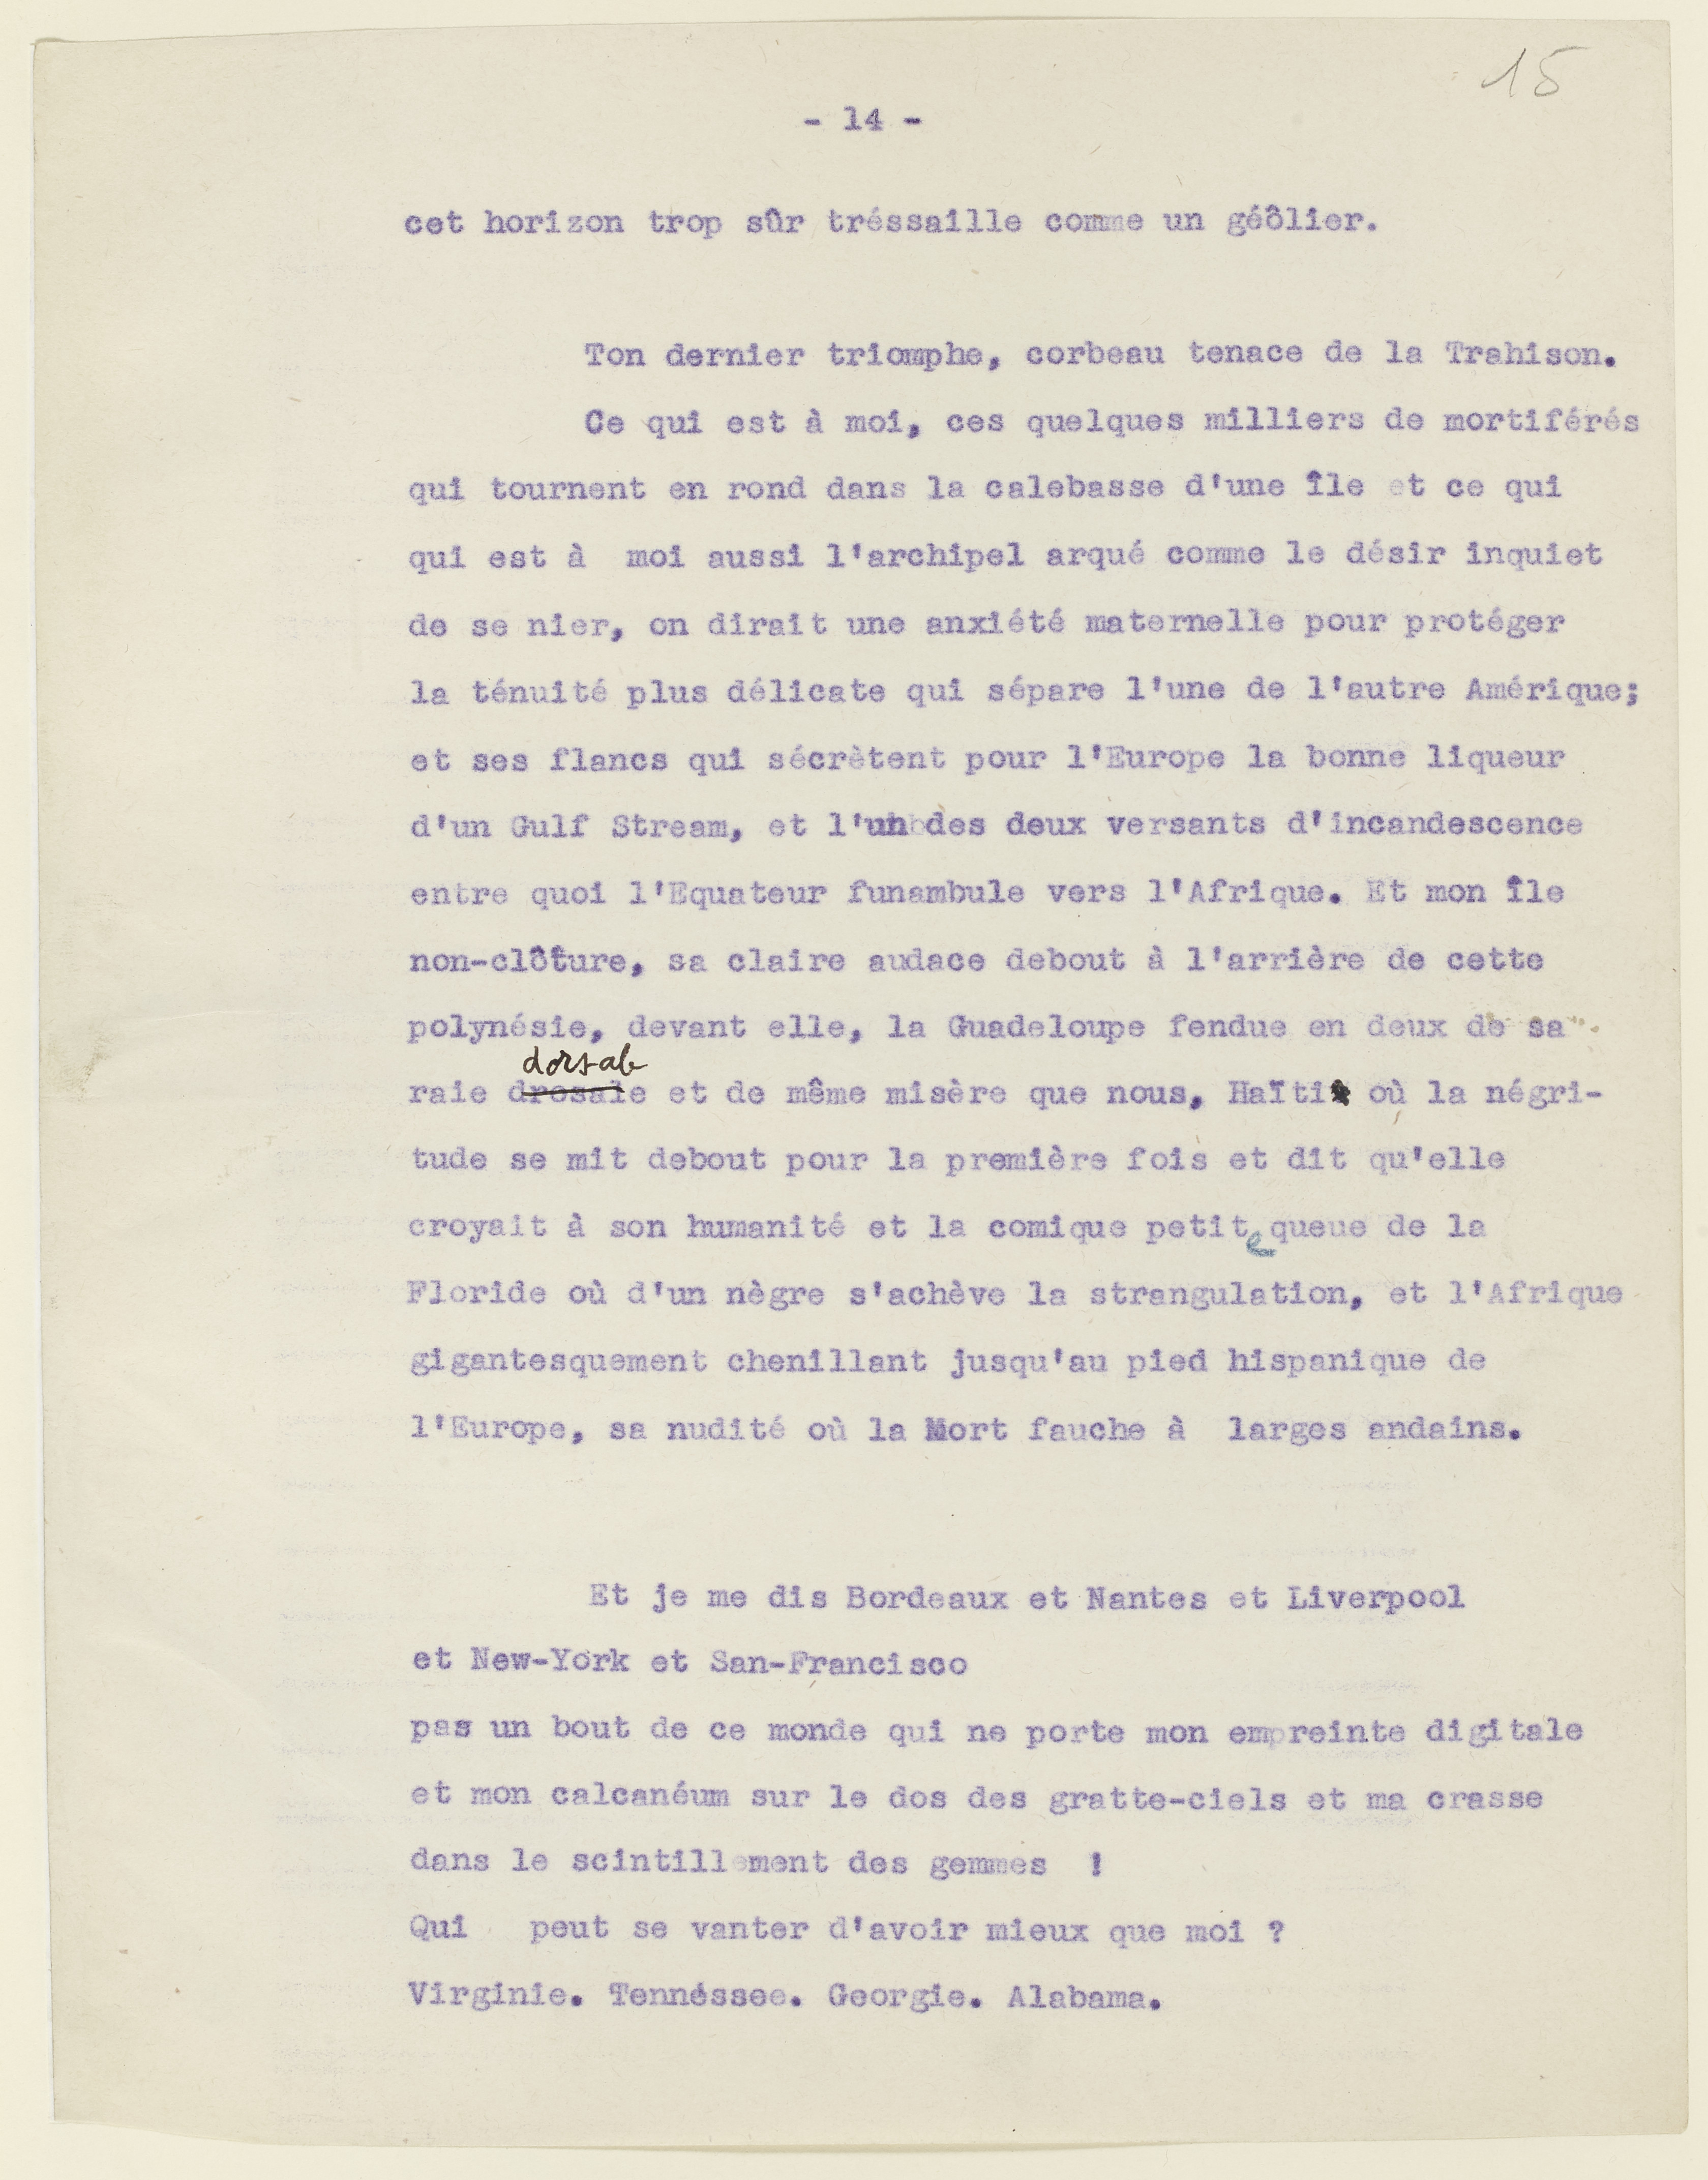 15
- 14 -
cet horizon trop sûr tréssaille comme un géôlier.
Ton dernier triomphe, corbeau tenace de la Trahison.
Ce qui est à moi, ces quelques milliers de mortiférés
qui tournent en rond dans la calebasse d'une île et ce qui
qui est à moi aussi l'archipel arqué comme le désir inquiet
de se nier, on dirait une anxiété maternelle pour protéger
la ténuité plus délicate qui sépare l'une de l'autre Amérique;
et ses flancs qui sécrètent pour l'Europe la bonne liqueur
d'un Gulf Stream, et l'un des deux versants d'incandescence
entre quoi l'Equateur funambule vers l'Afrique. Et mon île
non-clôture, sa claire audace debout à l'arrière de cette
polynésie, devant elle, la Guadeloupe fendue en deux de sa
dorsale
raie drosale et de même misère que nous, Haïti où la négri-
tude se mit debout pour la première fois et dit qu'elle
croyait à son humanité et la comique petite queue de la
Floride où d'un nègre s'achève la strangulation, et l'Afrique
gigantesquement chenillant jusqu'au pied hispanique de
l'Europe, sa nudité où la Mort fauche à larges andains.
Et je me dis Bordeaux et Nantes et Liverpool
et New-York et San-Francisco
pas un bout de ce monde qui ne porte mon empreinte digitale
et mon calcanéum sur le dos des gratte-ciels et ma crasse
dans le scintillement des gemmes !
Qui peut se vanter d'avoir mieux que moi ?
Virginie. Tennéssee. Georgie. Alabama.